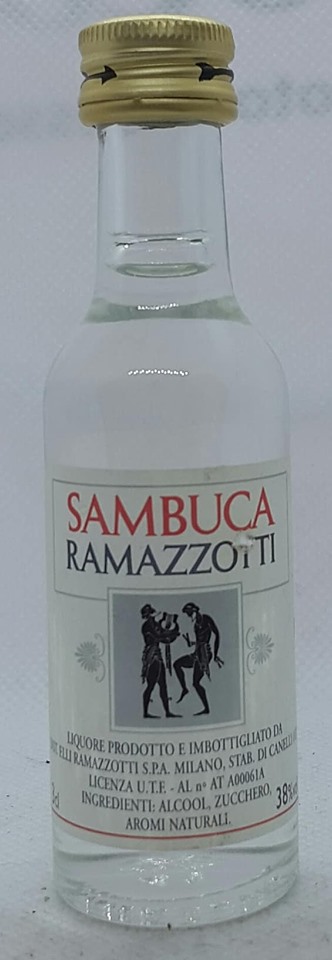 SAMBUCA
RAMAZZOTTI
LIQUORE PRODOTTO E IMBOTTIGLIATO DA
ELLI RAMAZZOTTI S.P.A. MILANO, STAB. DI CANELLI
LICENZA U.T.F. - AL nº AT A00061A
INGREDIENTI: ALCOOL, ZUCCHERO,
38%
AROMI NATURALI.